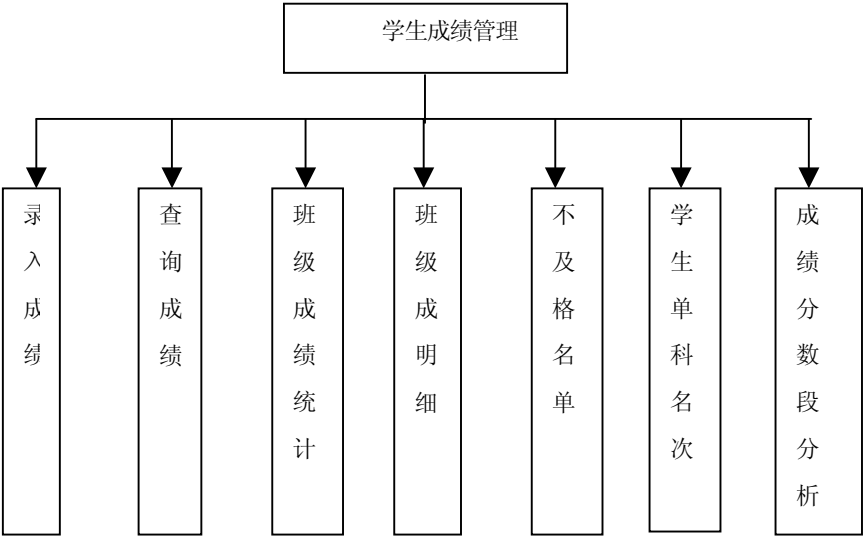 学生成绩管理
录入成绩
查询成绩
班级成绩统计
班级成明细
不及格名单
学生单科名次
成绩分数段分析